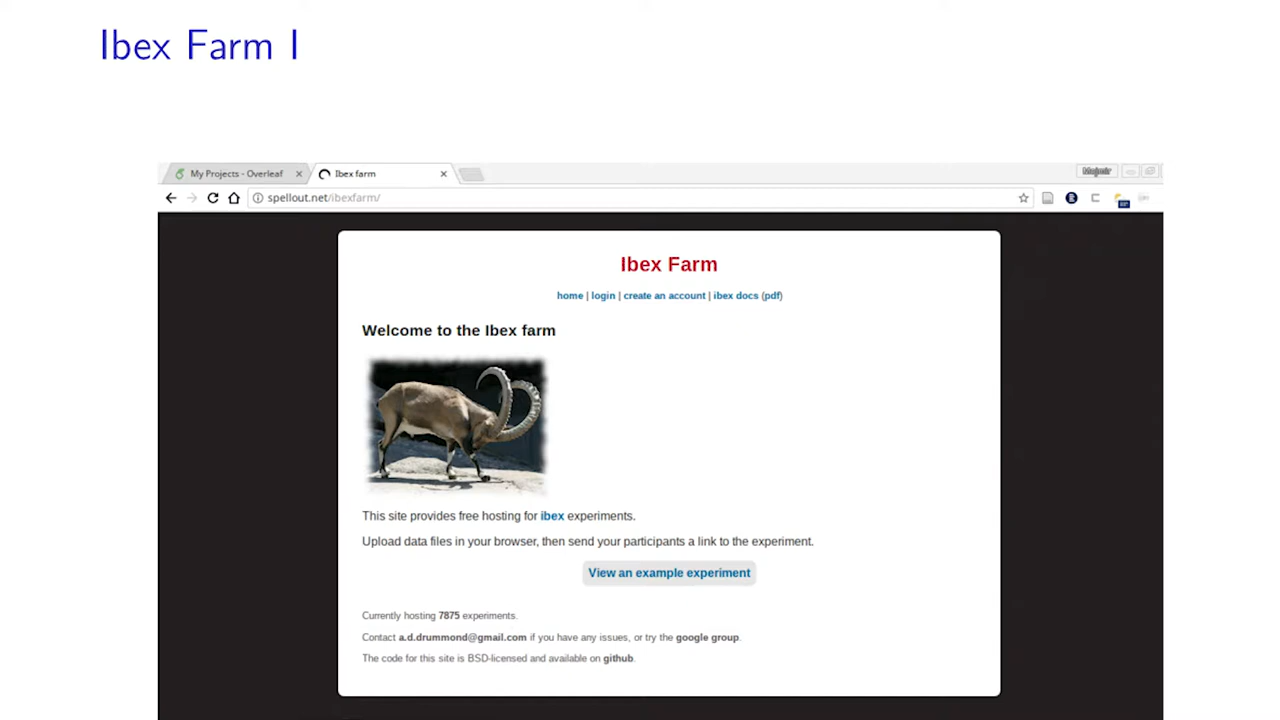 Ibex Farm I
My Projects - Overleaf
Ibex farm
Mojmir
spellout.net/ibexfarm/
Ibex Farm
home | login | create an account | ibex docs (pdf)
Welcome to the Ibex farm
This site provides free hosting for ibex experiments.
Upload data files in your browser, then send your participants a link to the experiment.
View an example experiment
Currently hosting 7875 experiments.
Contact a.d.drummond@gmail.com if you have any issues, or try the google group.
The code for this site is BSD-licensed and available on github.